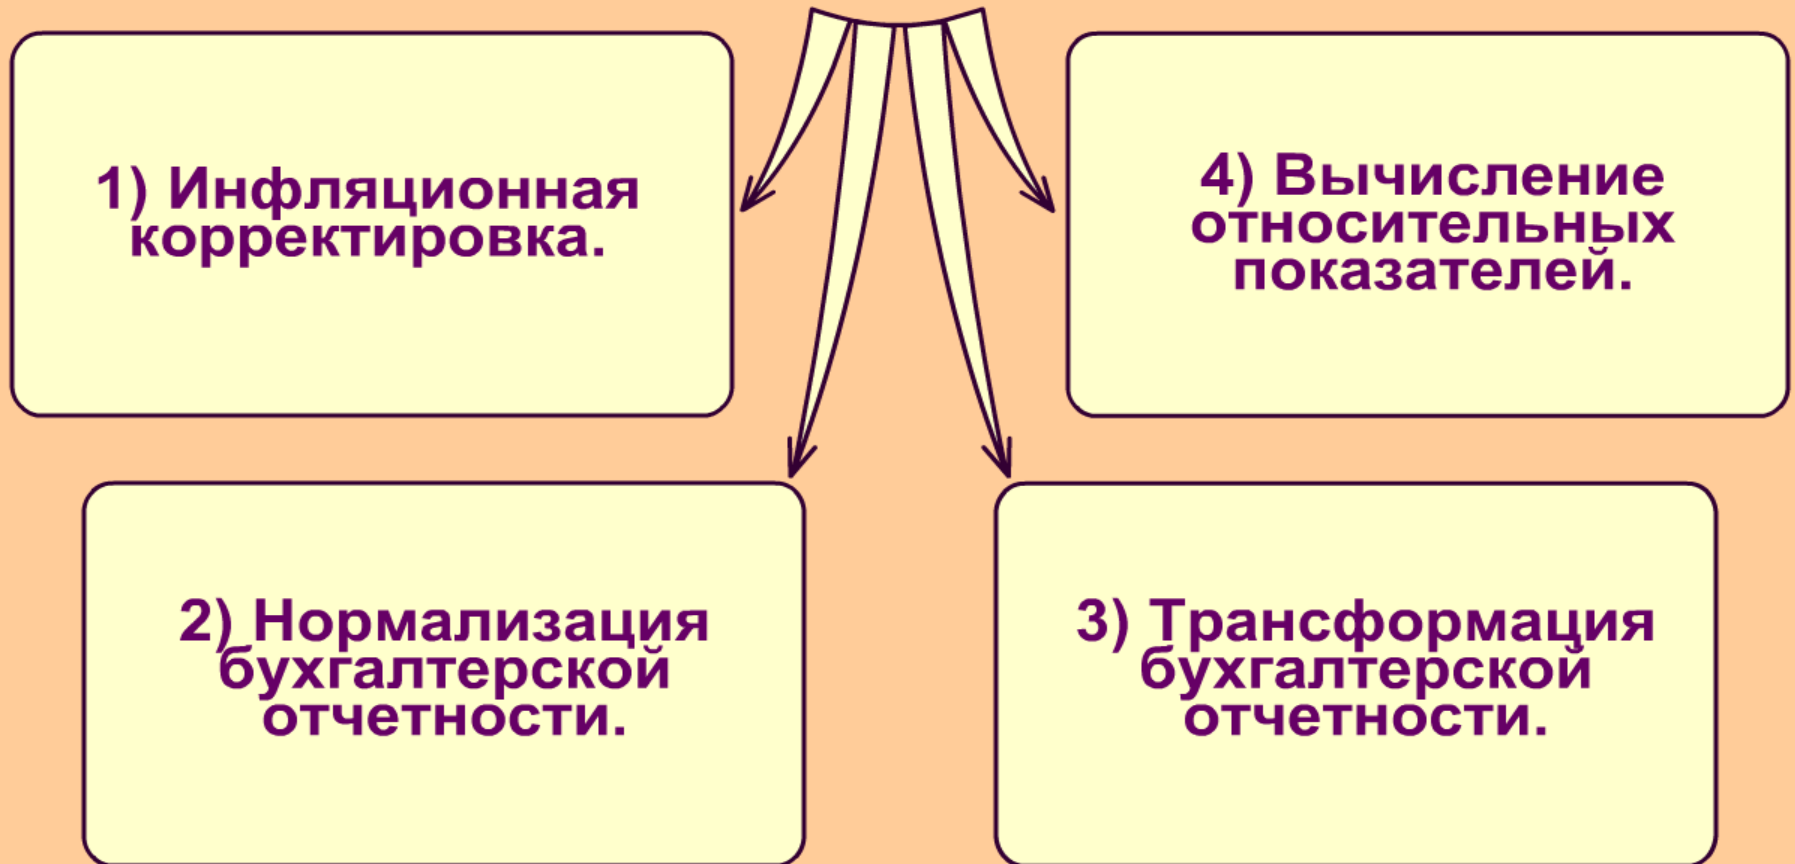 1) Инфляционная
корректировка.
4) Вычисление
относительных
показателей.
2) Нормализация
бухгалтерской
отчетности.
3) Трансформация
бухгалтерской
отчетности.